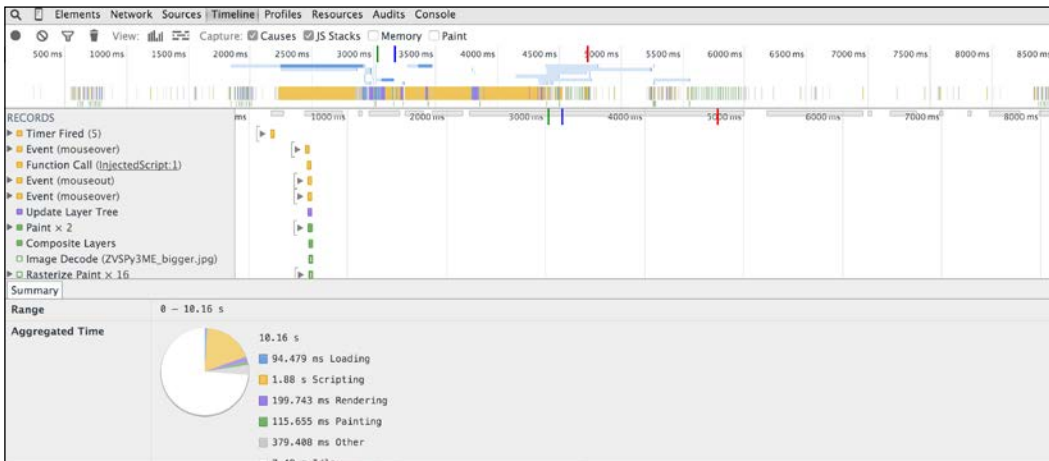 Elements Network Sources Timeline Profiles Resources Audits Console
View: Capture: Causes JS Stacks Memory Paint
500 ms 1000 ms 1500 ms 2000 ms 2500 ms 3000 ms 3500 ms 4000 ms 4500 ms 5000 ms 5500 ms 6000 ms 6500 ms 7000 ms 7500 ms 8000 ms 8500 ms
RECORDS ms 1000 ms 2000 ms 3000 ms 4000 ms 5000 ms 6000 ms 7000 ms 8000 ms
Timer Fired (5)
Event (mouseover)
Function Call (InjectedScript:1)
Event (mouseout)
Event (mouseover)
Update Layer Tree
Paint × 2
Composite Layers
Image Decode (ZVSPy3ME_bigger.jpg)
Rasterize Paint × 16
Summary
Range 0 – 10.16 s
Aggregated Time
10.16 s
94.479 ms Loading
1.88 s Scripting
199.743 ms Rendering
115.655 ms Painting
379.408 ms Other